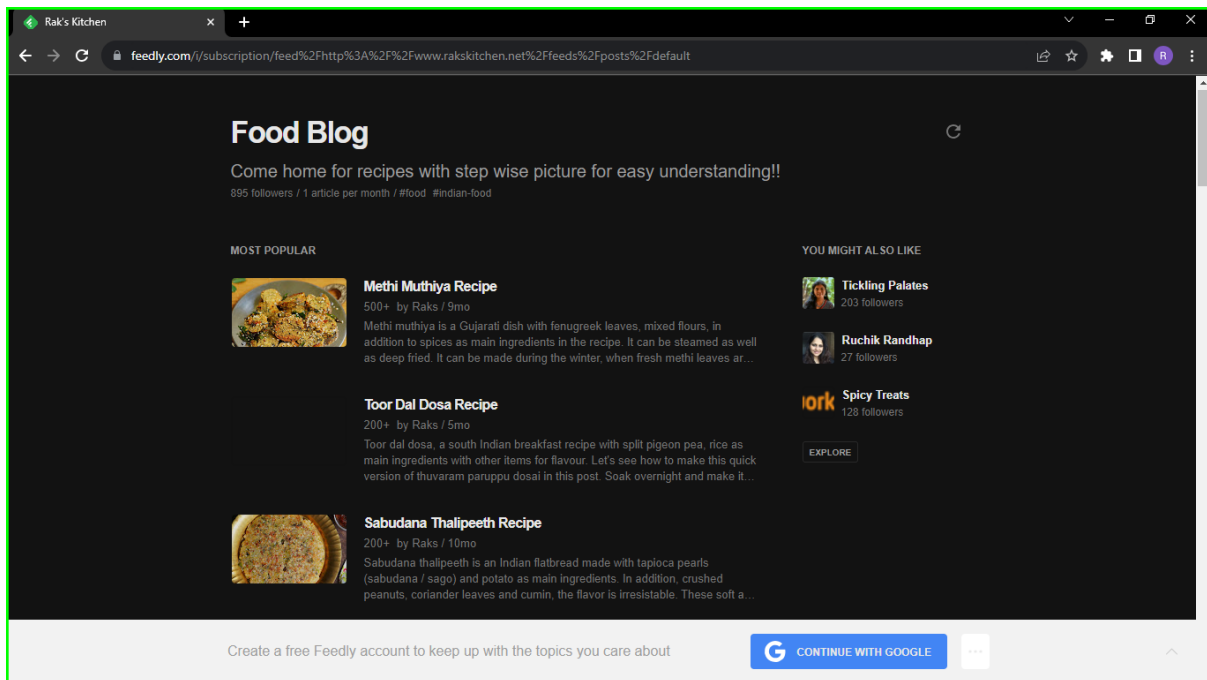 Rak's Kitchen
feedly.com/i/subscription/feed%2Fhttp%3A%2F%2Fwww.rakskitchen.net%2Ffeeds%2Fposts%2Fdefault
R
Food Blog
Come home for recipes with step wise picture for easy understanding!!
895 followers / 1 article per month / #food #indian-food
MOST POPULAR
Methi Muthiya Recipe
500+ by Raks / 9mo
Methi muthiya is a Gujarati dish with fenugreek leaves, mixed flours, in
addition to spices as main ingredients in the recipe. It can be steamed as well
as deep fried. It can be made during the winter, when fresh methi leaves ar...
Toor Dal Dosa Recipe
200+ by Raks / 5mo
Toor dal dosa, a south Indian breakfast recipe with split pigeon pea, rice as
main ingredients with other items for flavour. Let's see how to make this quick
version of thuvaram paruppu dosai in this post. Soak overnight and make it...
Sabudana Thalipeeth Recipe
200+ by Raks / 10mo
Sabudana thalipeeth is an Indian flatbread made with tapioca pearls
(sabudana / sago) and potato as main ingredients. In addition, crushed
peanuts, coriander leaves and cumin, the flavor is irresistable. These soft a...
YOU MIGHT ALSO LIKE
Tickling Palates
203 followers
Ruchik Randhap
27 followers
ork
Spicy Treats
128 followers
EXPLORE
Create a free Feedly account to keep up with the topics you care about
G CONTINUE WITH GOOGLE